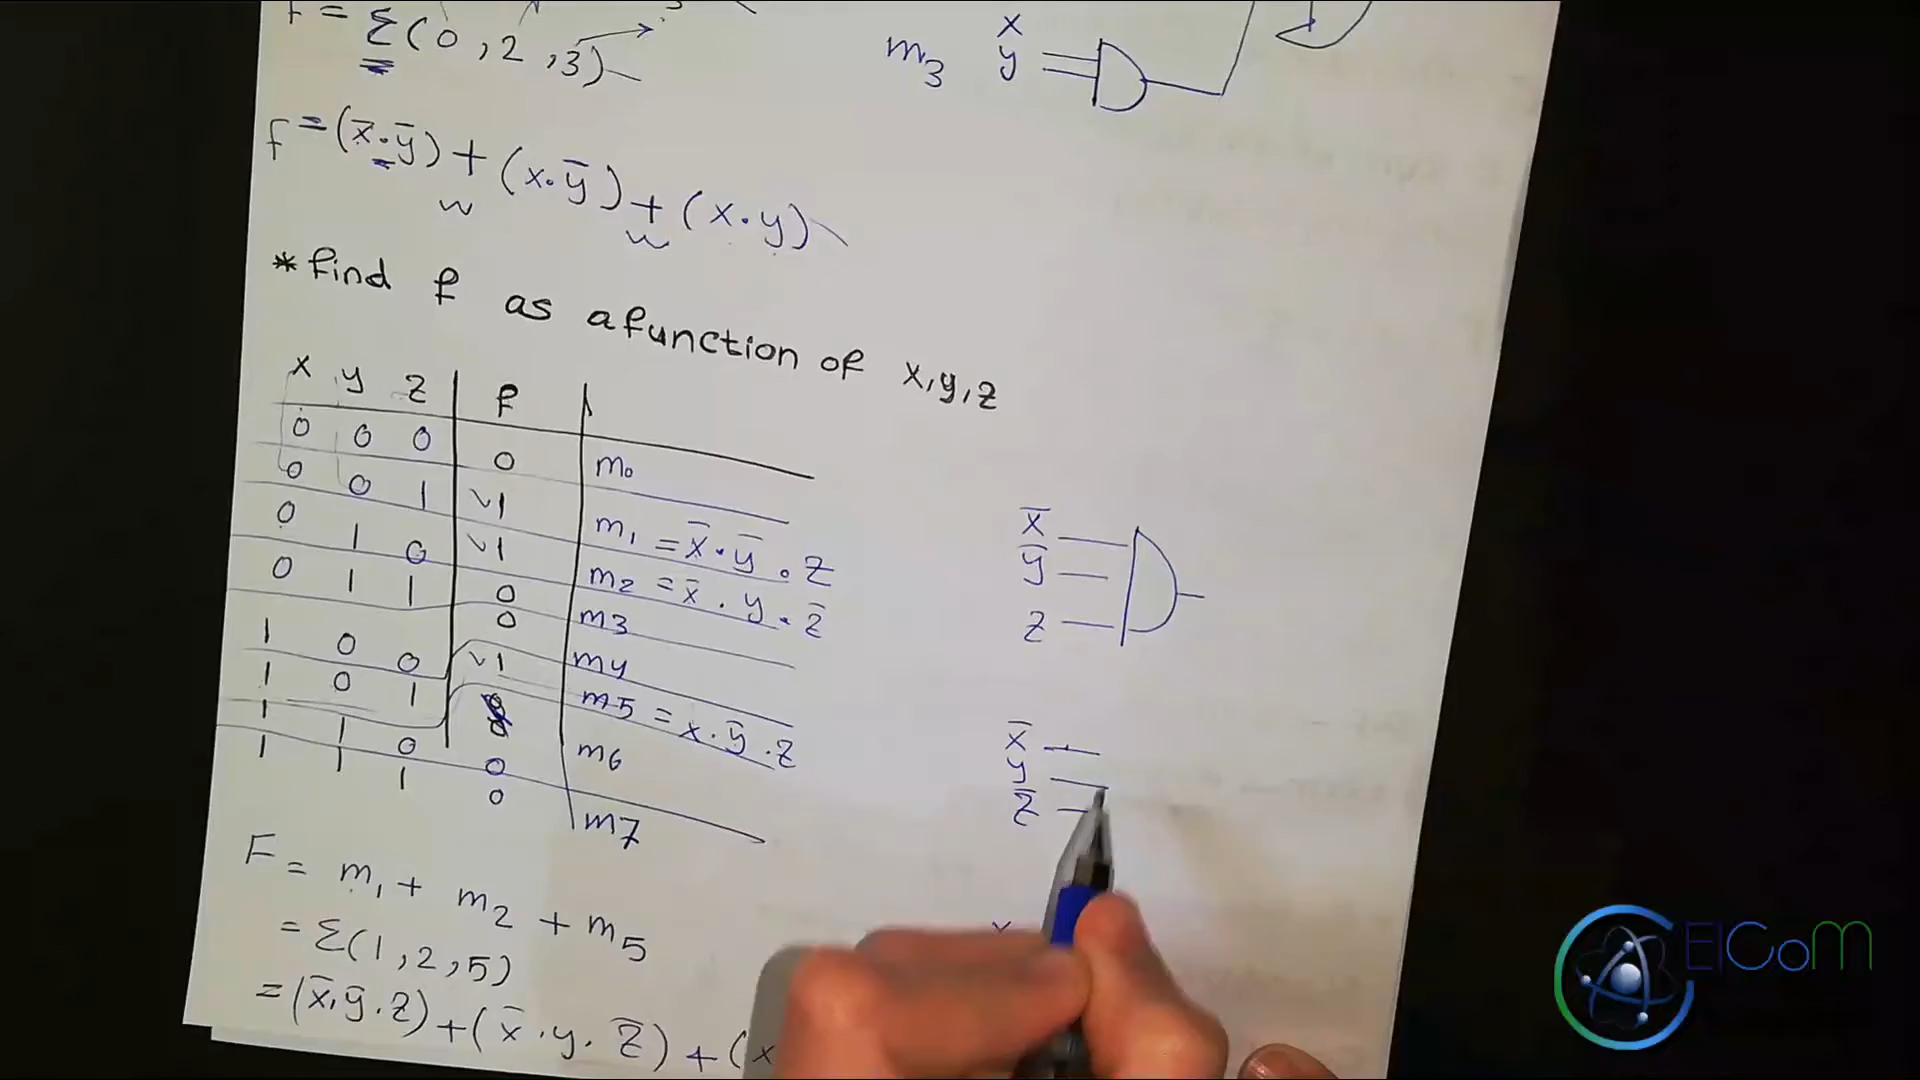 f = Σ(0, 2, 3)
m3
x
y
f = (x̄·ȳ) + (x·ȳ) + (x·y)
*find f as a function of x,y,z
x y z f
0 0 0 0 m0
0 0 1 1 m1 = x̄·ȳ·z
0 1 0 1 m2 = x̄·y·z̄
0 1 1 0 m3
1 0 0 0 m4
1 0 1 1 m5 = x·ȳ·z̄
1 1 0 0 m6
1 1 1 0 m7
0
x̄
ȳ
z
x̄
y
z̄
x
F = m1 + m2 + m5
= Σ(1, 2, 5)
= (x̄·ȳ·z) + (x̄·y·z̄) + (x
ElCoM